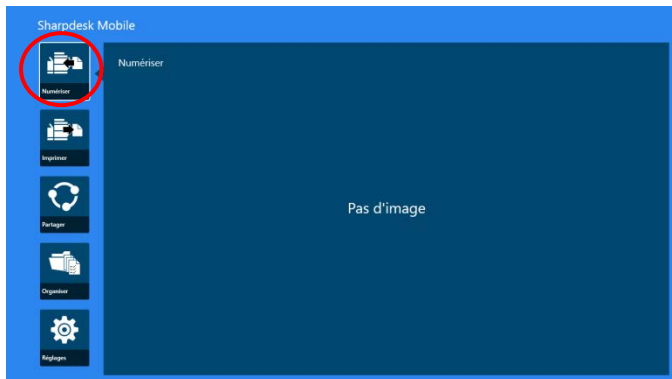 Sharpdesk Mobile
Numériser
Numériser
Imprimer
Pas d'image
Partager
Organiser
Réglages